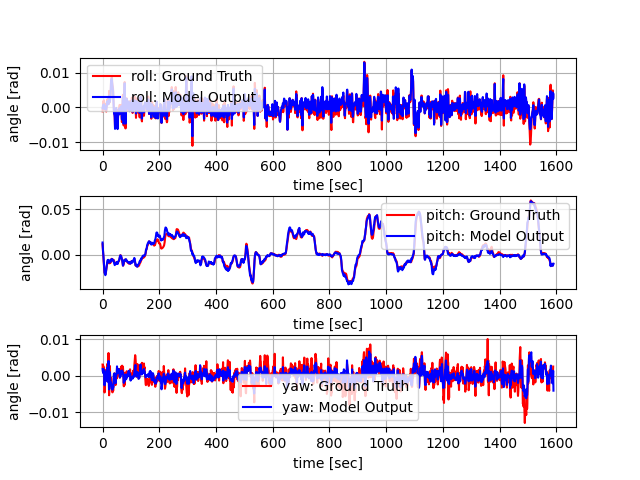 0.01
0.00
−0.01
angle [rad]
roll: Ground Truth
roll: Model Output
0 200 400 600 800 1000 1200 1400 1600
time [sec]
0.05
0.00
angle [rad]
pitch: Ground Truth
pitch: Model Output
0 200 400 600 800 1000 1200 1400 1600
time [sec]
0.01
0.00
−0.01
angle [rad]
yaw: Ground Truth
yaw: Model Output
0 200 400 600 800 1000 1200 1400 1600
time [sec]